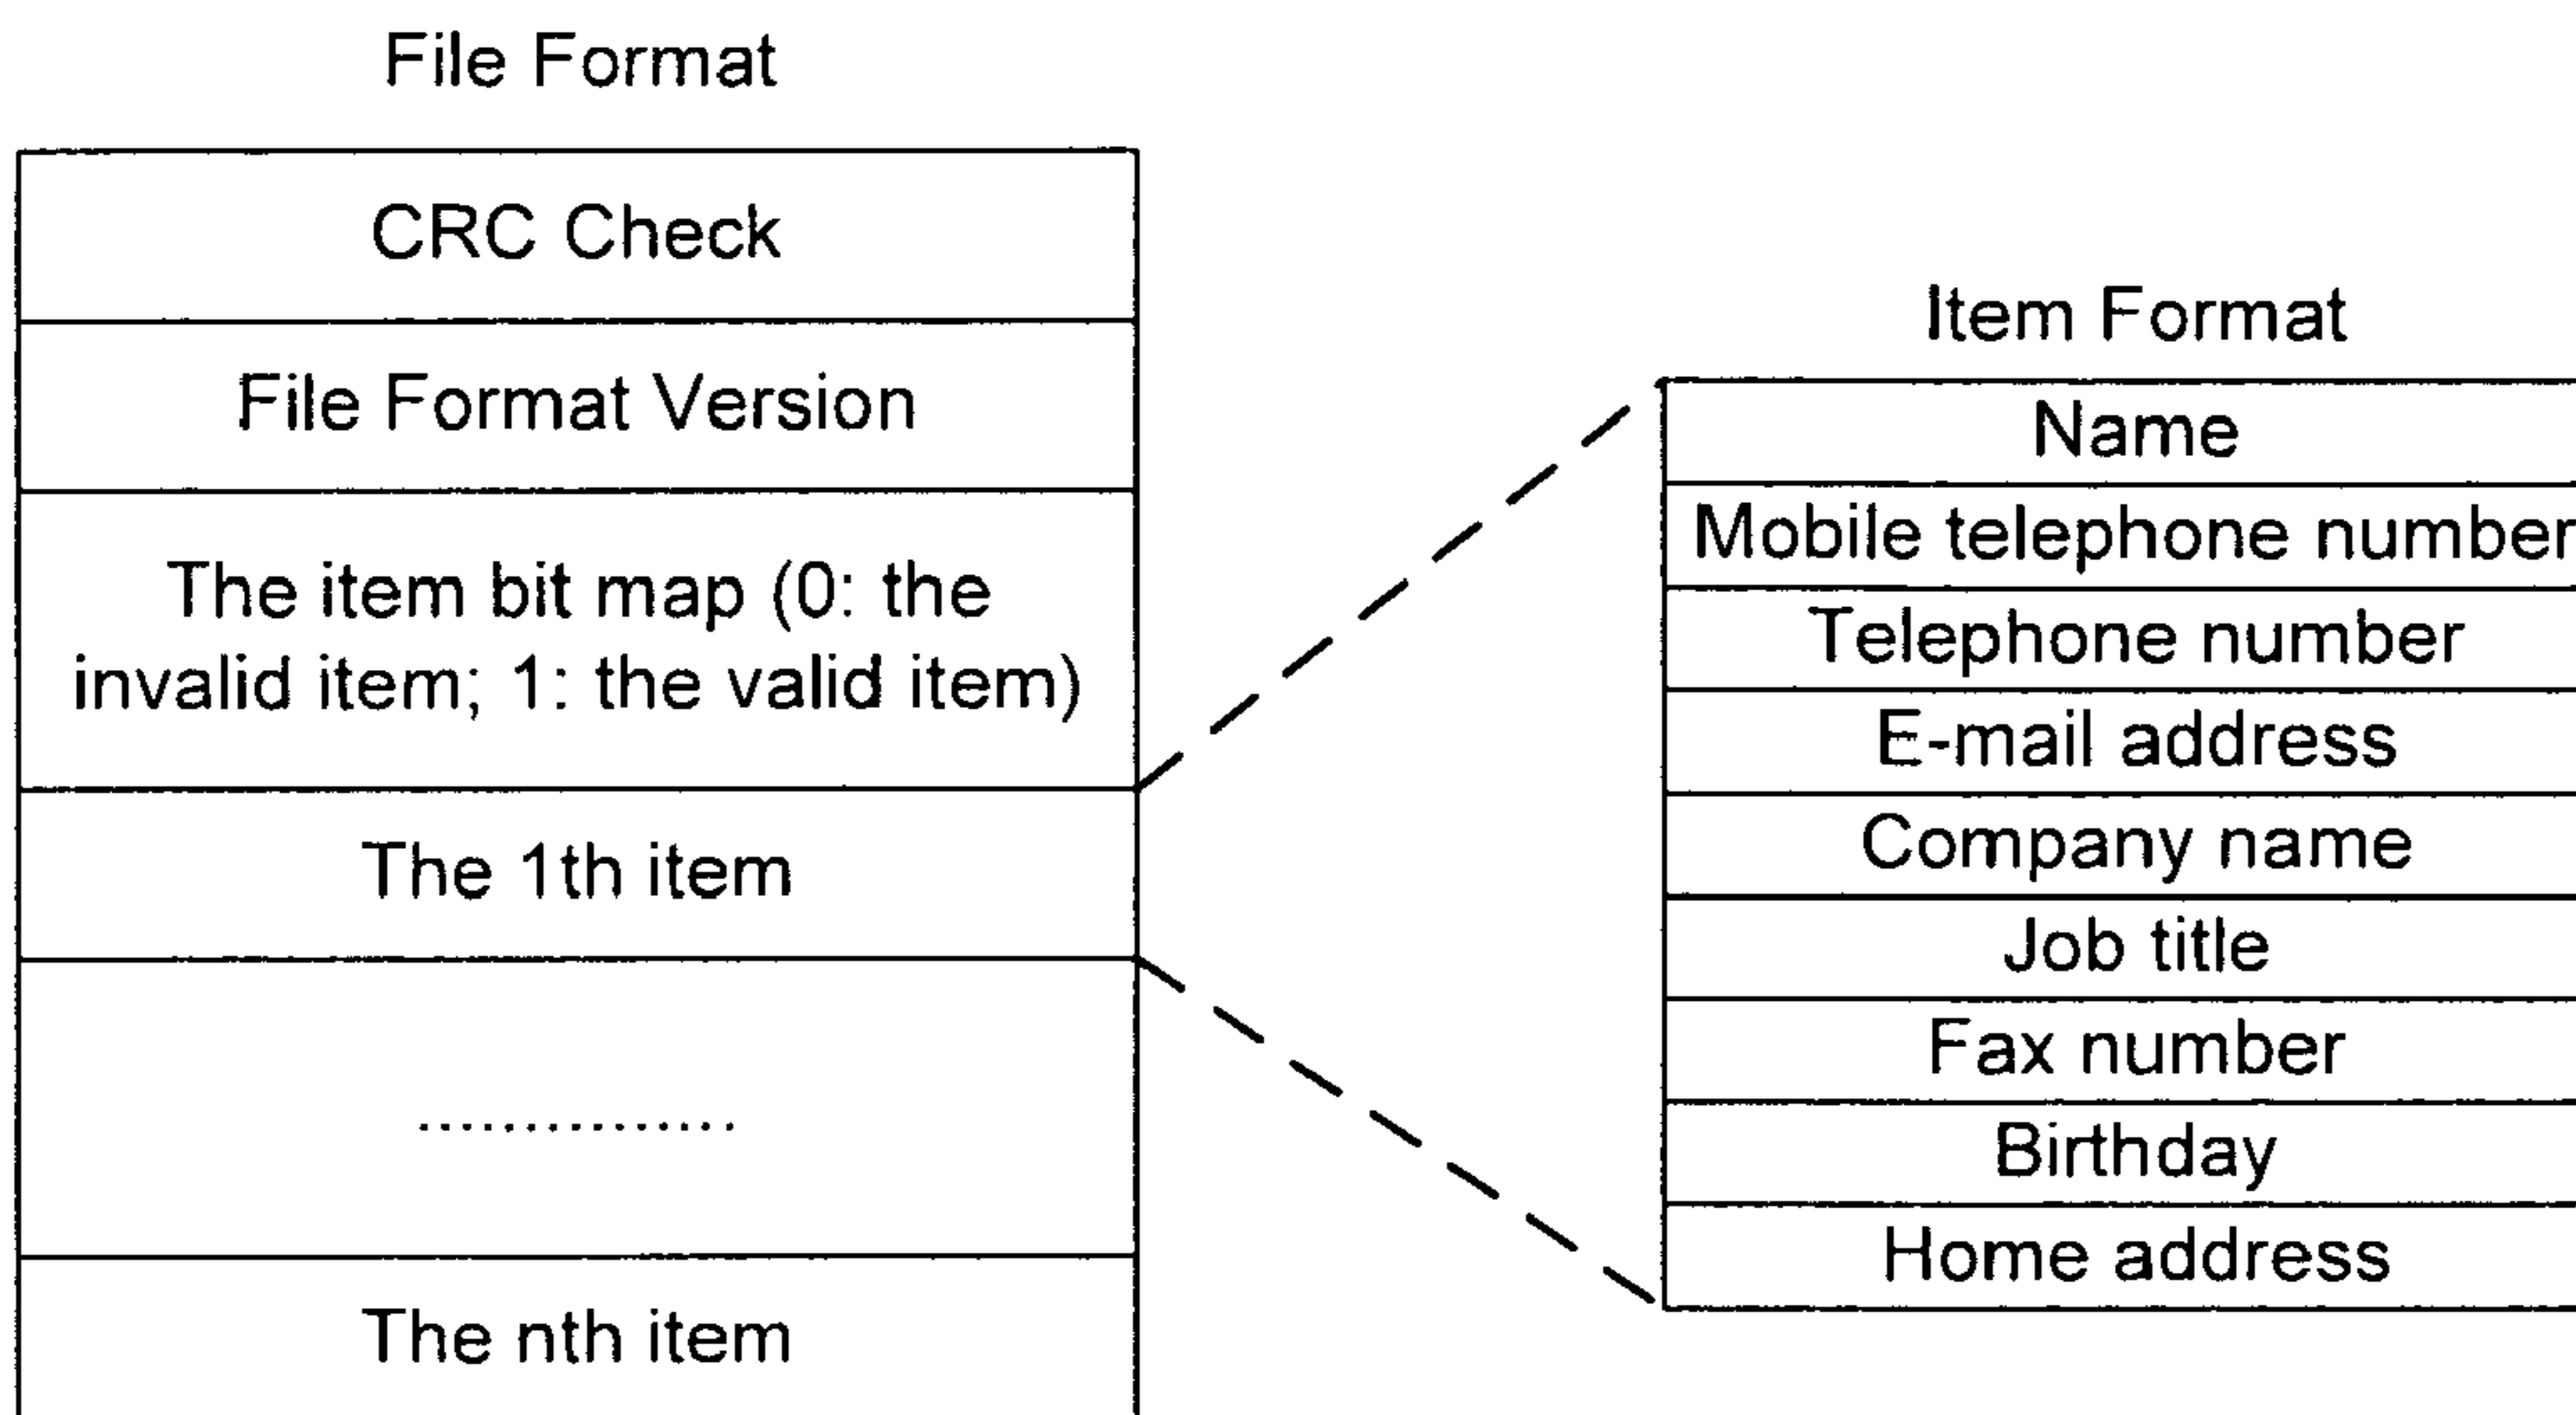 File Format
CRC Check
File Format Version
The item bit map (0: the
invalid item; 1: the valid item)
The 1th item
...............
The nth item
Item Format
Name
Mobile telephone number
Telephone number
E-mail address
Company name
Job title
Fax number
Birthday
Home address